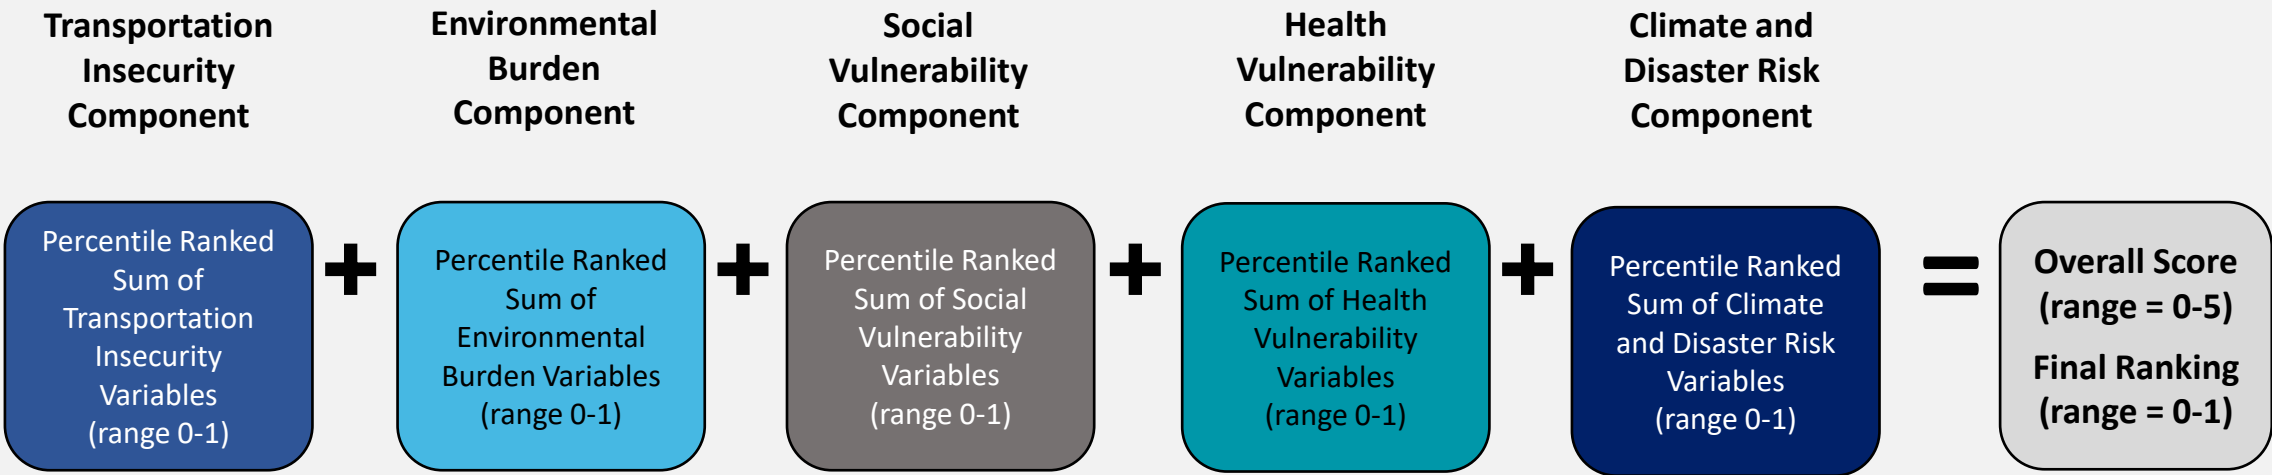 Transportation
Insecurity
Component
Environmental
Burden
Component
Social
Vulnerability
Component
Health
Vulnerability
Component
Climate and
Disaster Risk
Component
Percentile Ranked
Sum of
Transportation
Insecurity
Variables
(range 0-1)
+
Percentile Ranked
Sum of
Environmental
Burden Variables
(range 0-1)
+
Percentile Ranked
Sum of Social
Vulnerability
Variables
(range 0-1)
+
Percentile Ranked
Sum of Health
Vulnerability
Variables
(range 0-1)
+
Percentile Ranked
Sum of Climate
and Disaster Risk
Variables
(range 0-1)
=
Overall Score
(range = 0-5)
Final Ranking
(range = 0-1)